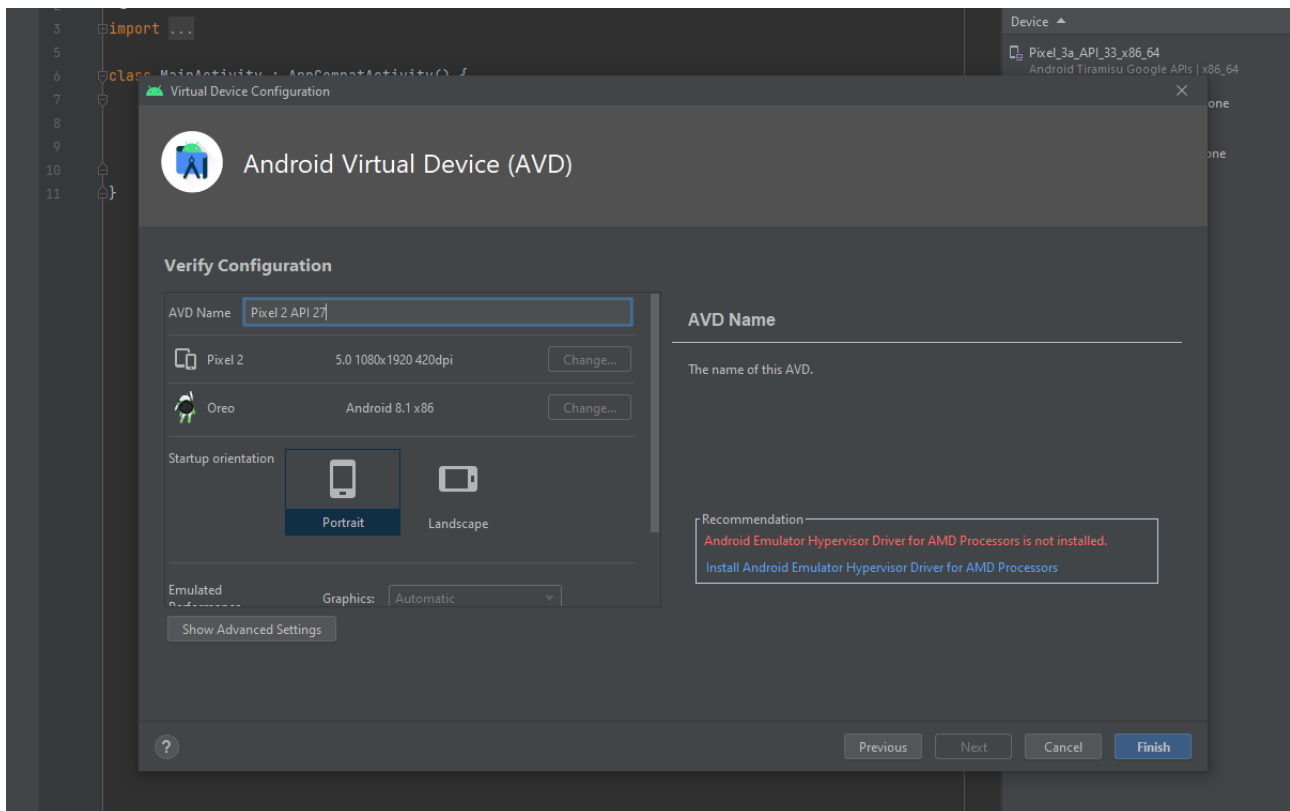 3 import ...
5
6 class MainActivity : AppCompatActivity() {
7
8
9
10
11 }
Device
Pixel_3a_API_33_x86_64
Android Tiramisu Google APIs | x86_64
one
one
Virtual Device Configuration
Android Virtual Device (AVD)
Verify Configuration
AVD Name Pixel 2 API 27
Pixel 2 5.0 1080x1920 420dpi Change...
Oreo Android 8.1 x86 Change...
Startup orientation
Portrait
Landscape
Emulated
Performance
Graphics: Automatic
Show Advanced Settings
AVD Name
The name of this AVD.
Recommendation
Android Emulator Hypervisor Driver for AMD Processors is not installed.
Install Android Emulator Hypervisor Driver for AMD Processors
?
Previous
Next
Cancel
Finish